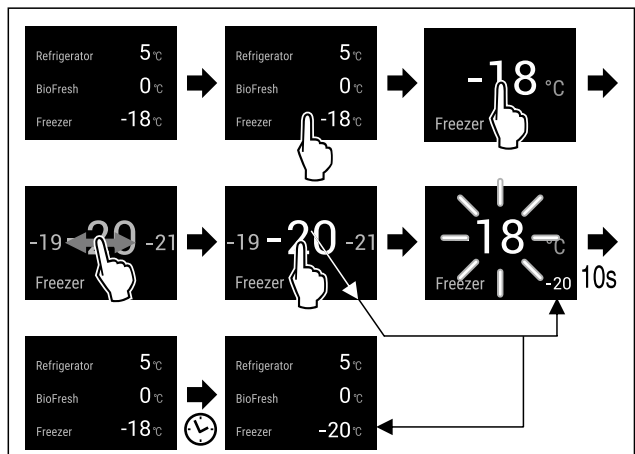 Refrigerator 5 °C
BioFresh 0 °C
Freezer -18 °C
Refrigerator 5 °C
BioFresh 0 °C
Freezer -18 °C
-18 °C
Freezer
-19 -20 -21
Freezer
-19 -20 -21
Freezer
-18 °C
Freezer -20
10s
Refrigerator 5 °C
BioFresh 0 °C
Freezer -18 °C
Refrigerator 5 °C
BioFresh 0 °C
Freezer -20 °C